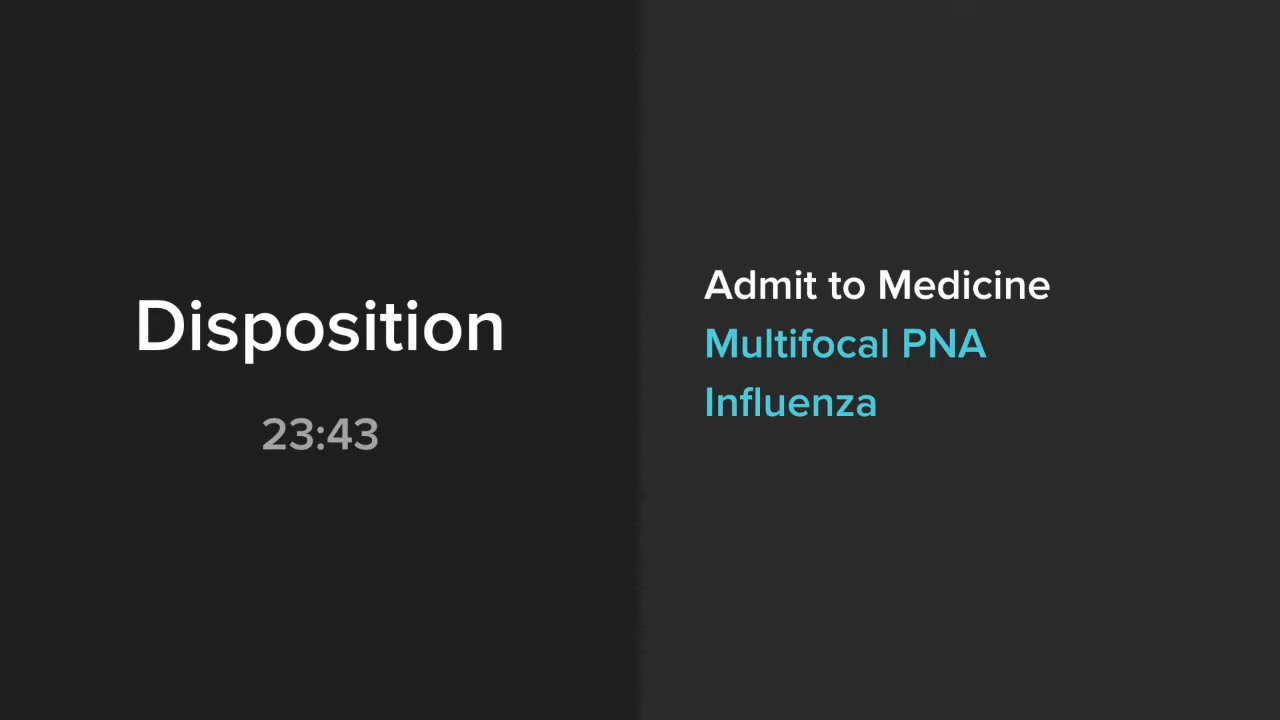 Disposition
23:43
Admit to Medicine
Multifocal PNA
Influenza